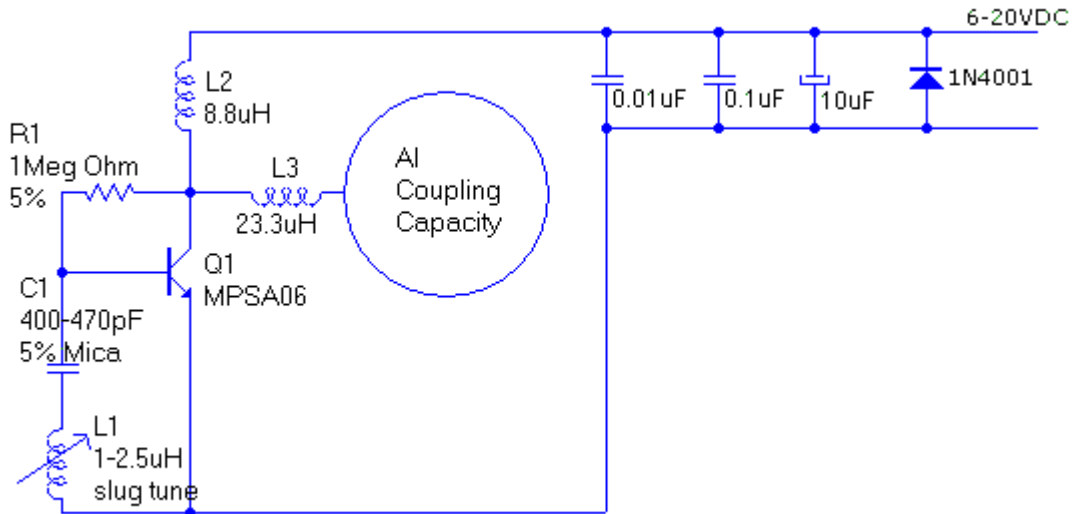 6-20VDC
L2
8.8uH
0.01uF
0.1uF
10uF
1N4001
R1
1Meg Ohm
5%
L3
23.3uH
Al
Coupling
Capacity
Q1
MPSA06
C1
400-470pF
5% Mica
L1
1-2.5uH
slug tune